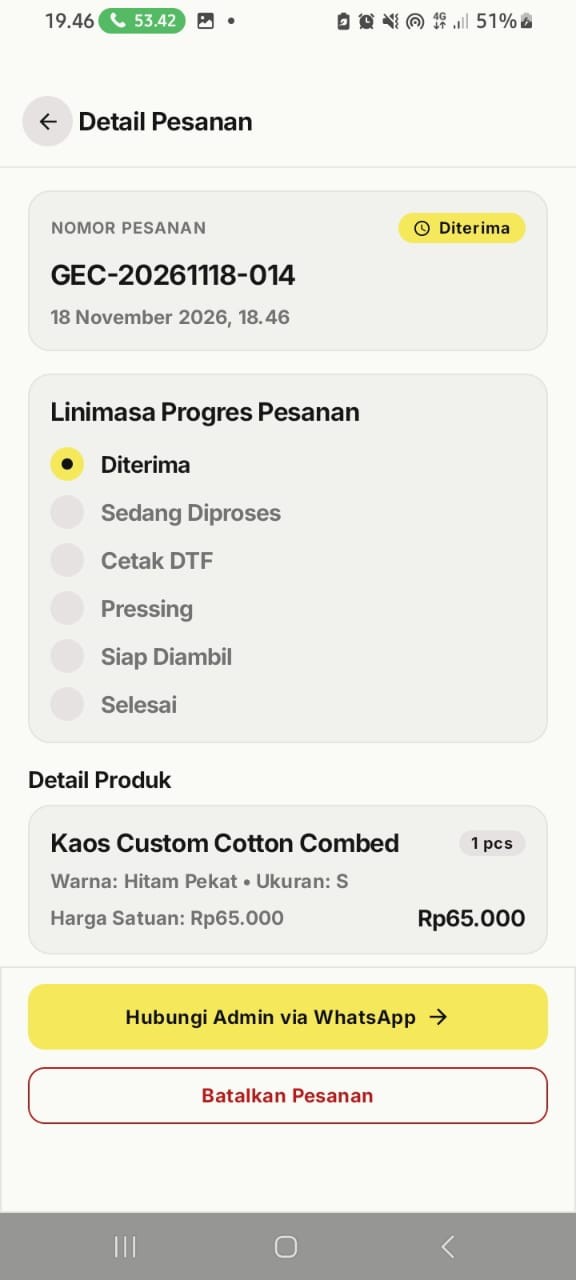 19.46 53.42 4G 51%
Detail Pesanan
NOMOR PESANAN Diterima
GEC-20261118-014
18 November 2026, 18.46
Linimasa Progres Pesanan
Diterima
Sedang Diproses
Cetak DTF
Pressing
Siap Diambil
Selesai
Detail Produk
Kaos Custom Cotton Combed 1 pcs
Warna: Hitam Pekat • Ukuran: S
Harga Satuan: Rp65.000 Rp65.000
Hubungi Admin via WhatsApp →
Batalkan Pesanan